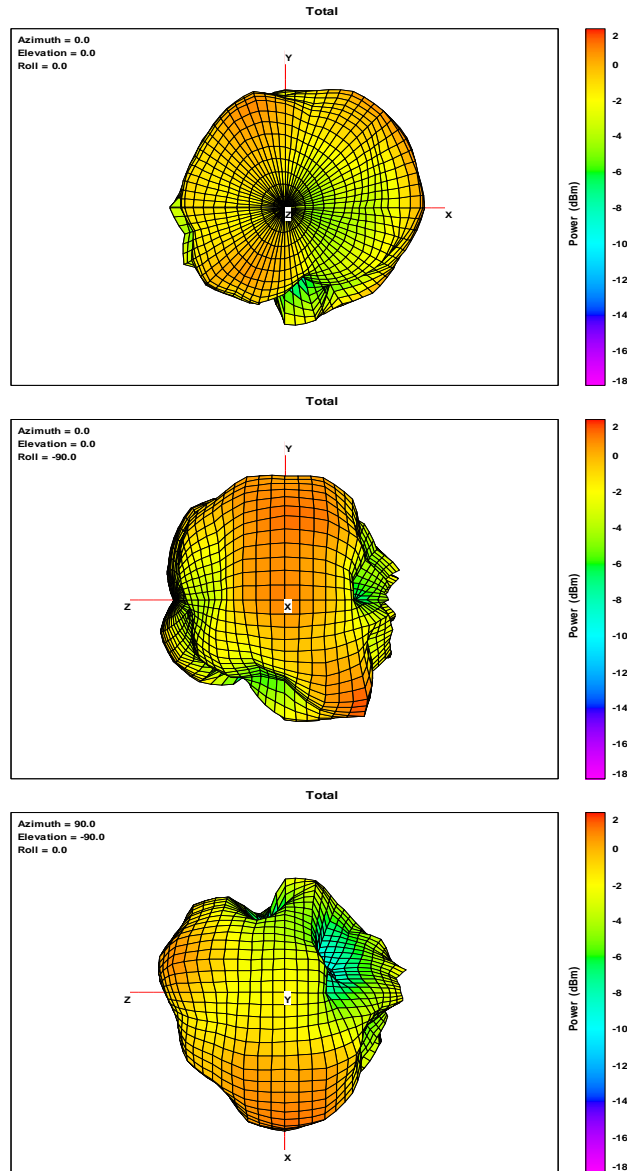 Total
Azimuth = 0.0
Elevation = 0.0
Roll = 0.0
Y
Z
X
2
0
-2
-4
-6
-8
-10
-12
-14
-16
-18
Power (dBm)
Total
Azimuth = 0.0
Elevation = 0.0
Roll = -90.0
Y
Z
X
2
0
-2
-4
-6
-8
-10
-12
-14
-16
-18
Power (dBm)
Total
Azimuth = 90.0
Elevation = -90.0
Roll = 0.0
Z
Y
X
2
0
-2
-4
-6
-8
-10
-12
-14
-16
-18
Power (dBm)